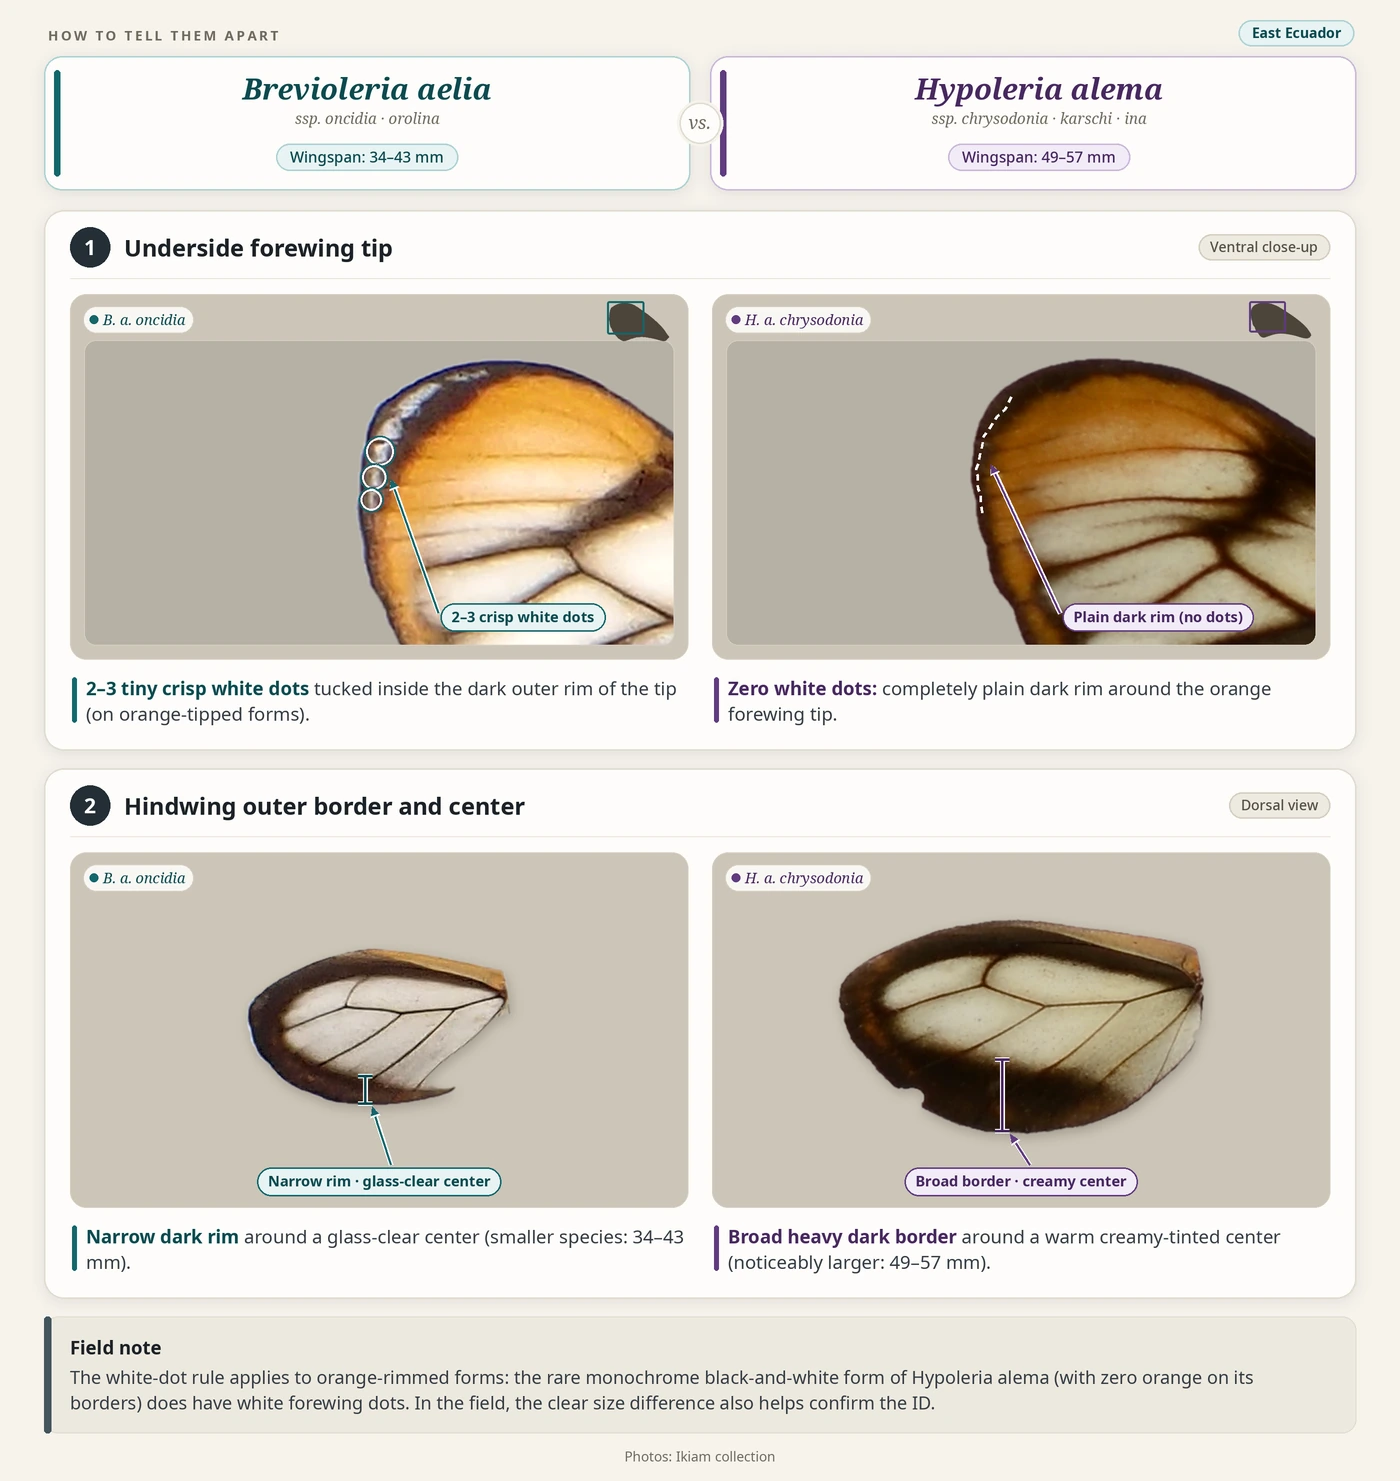 HOW TO TELL THEM APART
East Ecuador
Brevioleria aelia
ssp. oncidia · orolina
Wingspan: 34–43 mm
vs.
Hypoleria alema
ssp. chrysodonia · karschi · ina
Wingspan: 49–57 mm
1 Underside forewing tip
Ventral close-up
B. a. oncidia
2–3 crisp white dots
H. a. chrysodonia
Plain dark rim (no dots)
2–3 tiny crisp white dots tucked inside the dark outer rim of the tip
(on orange-tipped forms).
Zero white dots: completely plain dark rim around the orange
forewing tip.
2 Hindwing outer border and center
Dorsal view
B. a. oncidia
Narrow rim · glass-clear center
H. a. chrysodonia
Broad border · creamy center
Narrow dark rim around a glass-clear center (smaller species: 34–43
mm).
Broad heavy dark border around a warm creamy-tinted center
(noticeably larger: 49–57 mm).
Field note
The white-dot rule applies to orange-rimmed forms: the rare monochrome black-and-white form of Hypoleria alema (with zero orange on its
borders) does have white forewing dots. In the field, the clear size difference also helps confirm the ID.
Photos: Ikiam collection